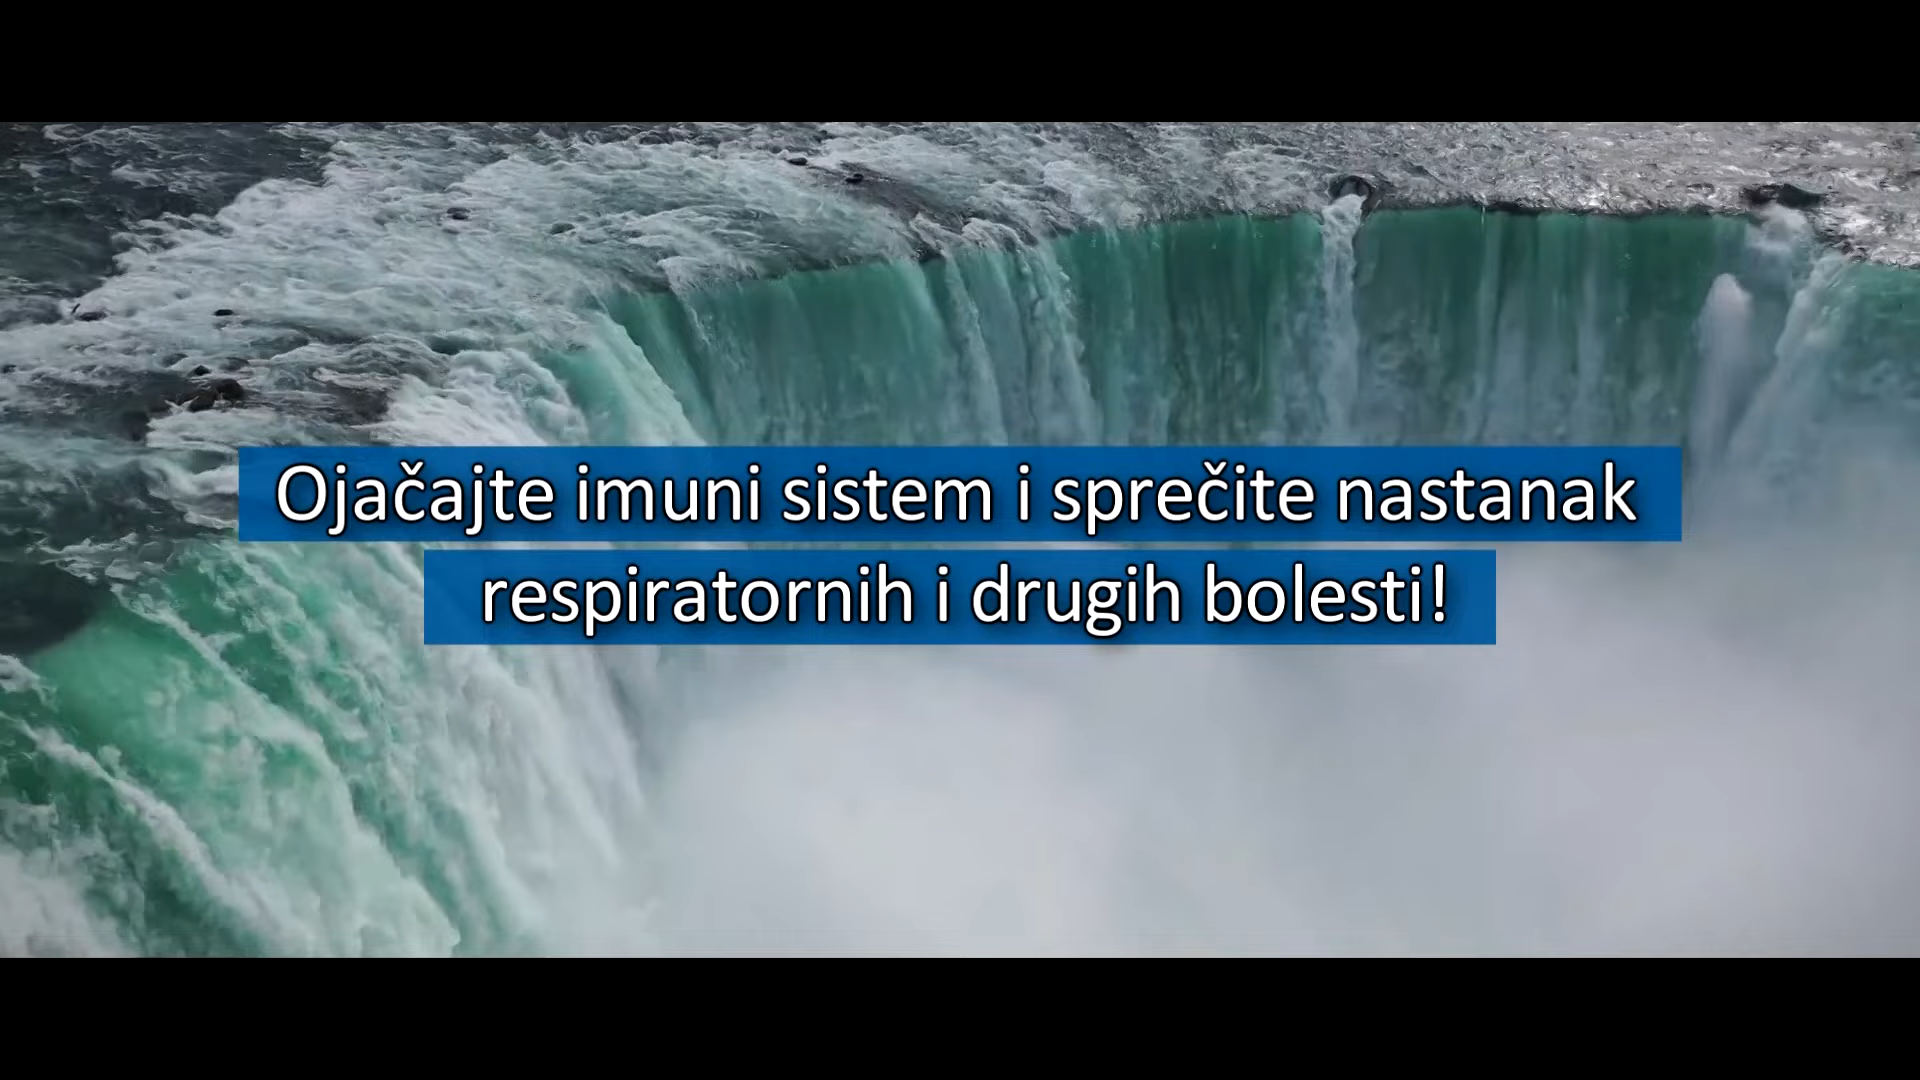 Ojačajte imuni sistem i sprečite nastanak
respiratornih i drugih bolesti!